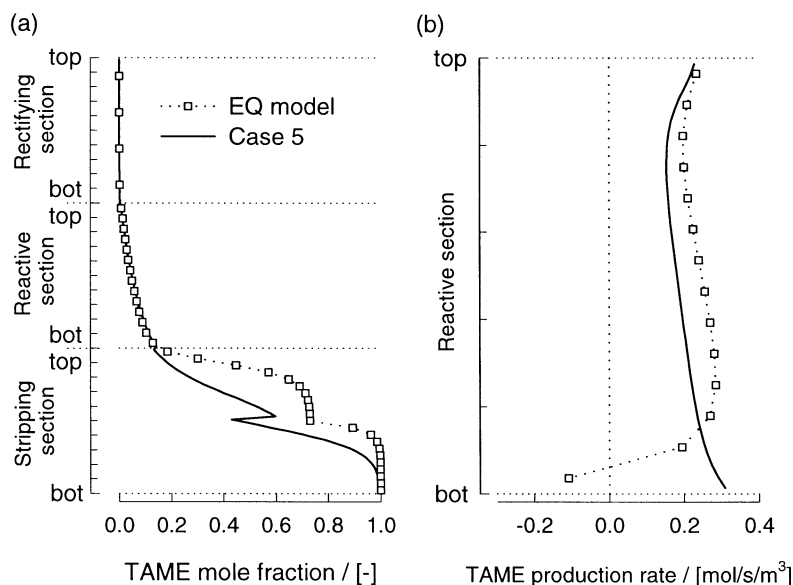 (a)
top
Rectifying section
bot
top
Reactive section
bot
top
Stripping section
bot
EQ model
Case 5
0.0 0.2 0.4 0.6 0.8 1.0
TAME mole fraction / [-]
(b)
top
Reactive section
bot
-0.2 0.0 0.2 0.4
TAME production rate / [mol/s/m³]